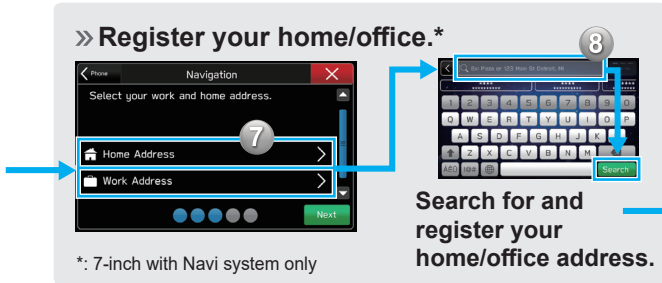 » Register your home/office.*
Phone
Navigation
Select your work and home address.
7
Home Address
Work Address
Next
*: 7-inch with Navi system only
8
Ex: Plaza or 123 Main St Detroit, MI
1 2 3 4 5 6 7 8 9 0
Q W E R T Y U I O P
A S D F G H J K
Z X C V B N M
ÀÈÖ !@# Search
Search for and
register your
home/office address.